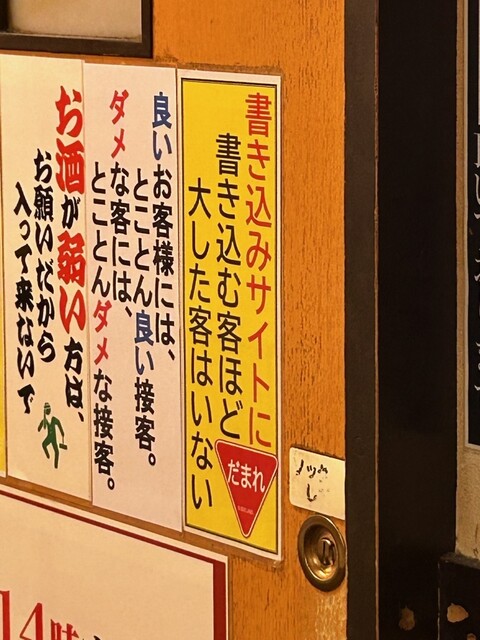 書き込みサイトに
書き込む客ほど
大した客はいない
だまれ
良いお客様には、
とことん良い接客。
ダメな客には、
とことんダメな接客。
お酒が弱い方は、
お願いだから
入って来ないで
14時